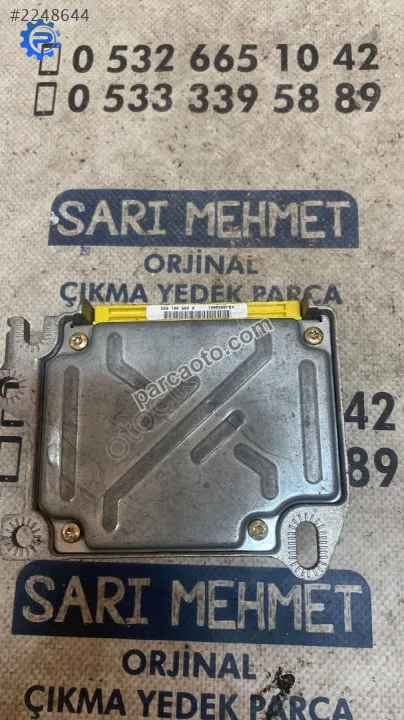 #2248644
0 532 665 10 42
0 533 339 58 89
SARI MEHMET
ORJİNAL
ÇIKMA YEDEK PARÇA
parcaoto.com
42
89
SARI MEHMET
ORJİNAL
ÇIKMA YEDEK PARÇA